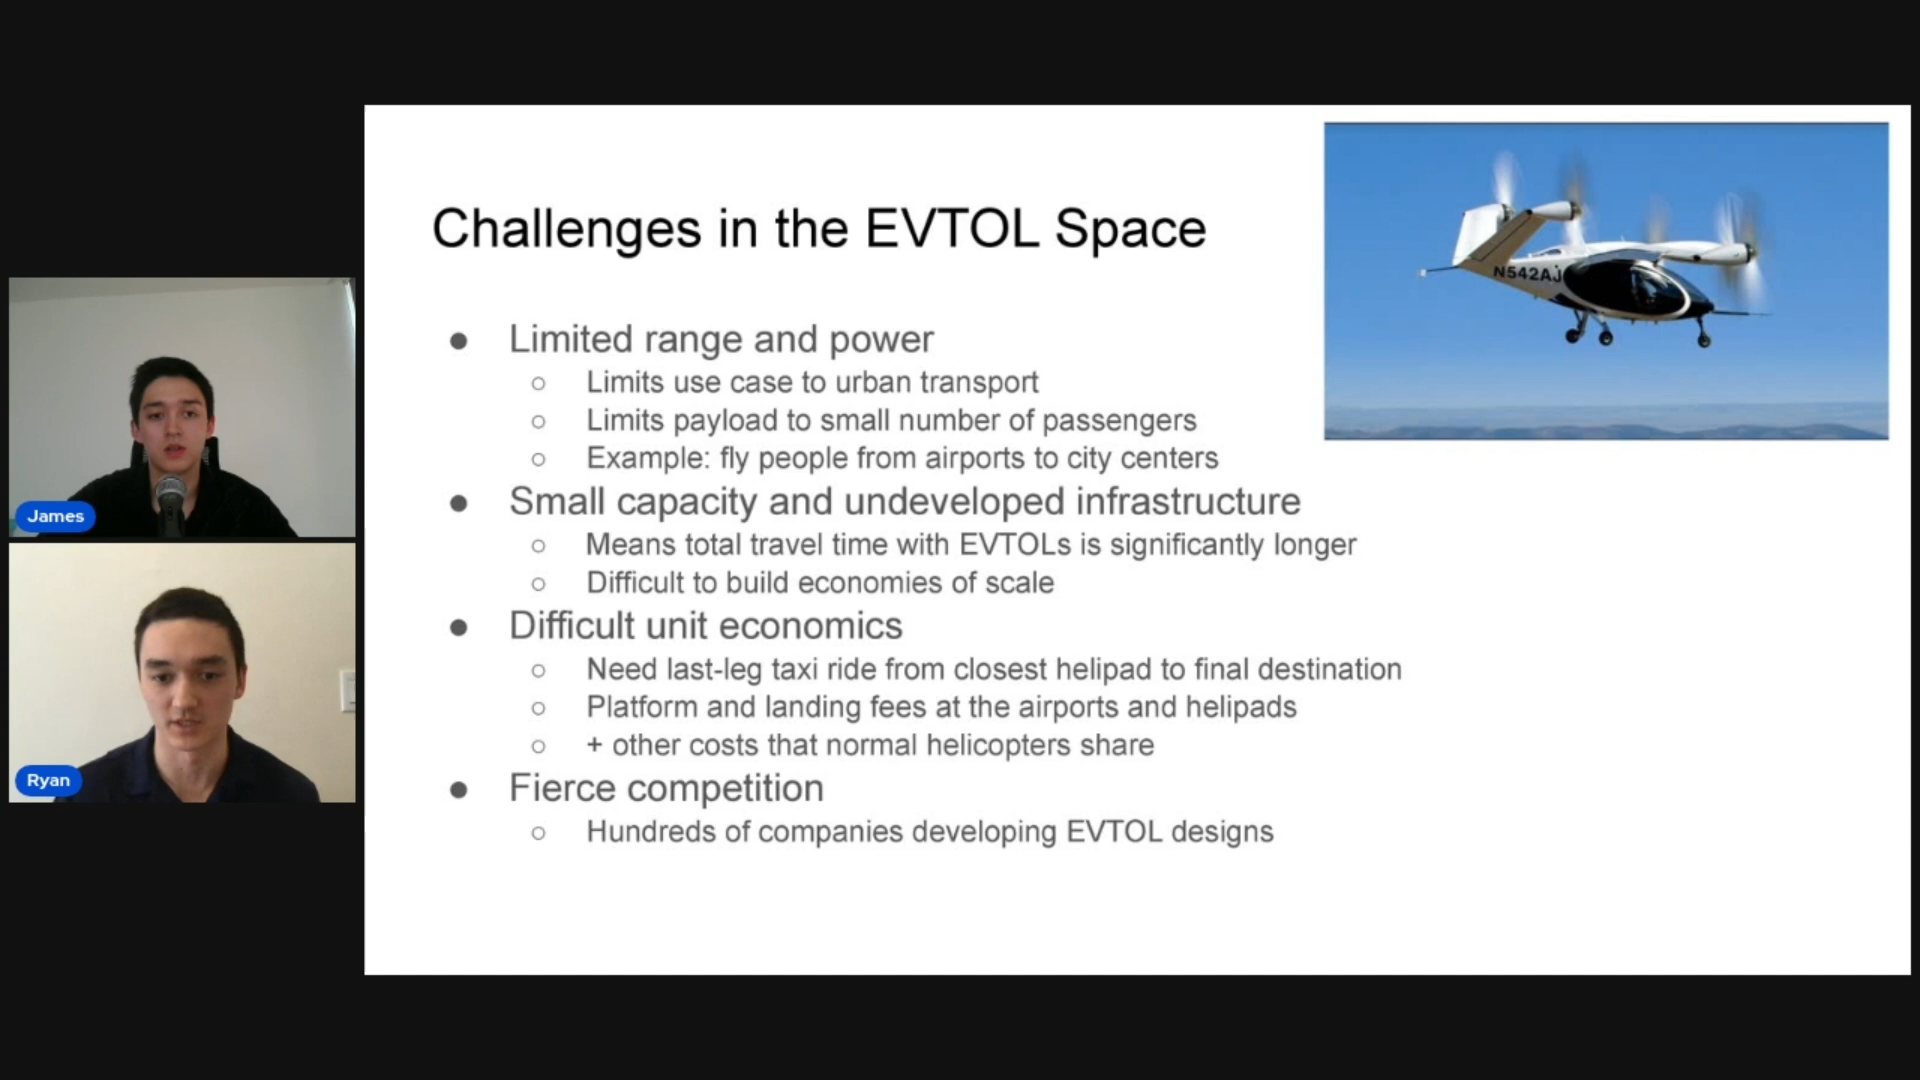 Challenges in the EVTOL Space
N542AJ
● Limited range and power
○ Limits use case to urban transport
○ Limits payload to small number of passengers
○ Example: fly people from airports to city centers
● Small capacity and undeveloped infrastructure
○ Means total travel time with EVTOLs is significantly longer
○ Difficult to build economies of scale
● Difficult unit economics
○ Need last-leg taxi ride from closest helipad to final destination
○ Platform and landing fees at the airports and helipads
○ + other costs that normal helicopters share
● Fierce competition
○ Hundreds of companies developing EVTOL designs
James
Ryan